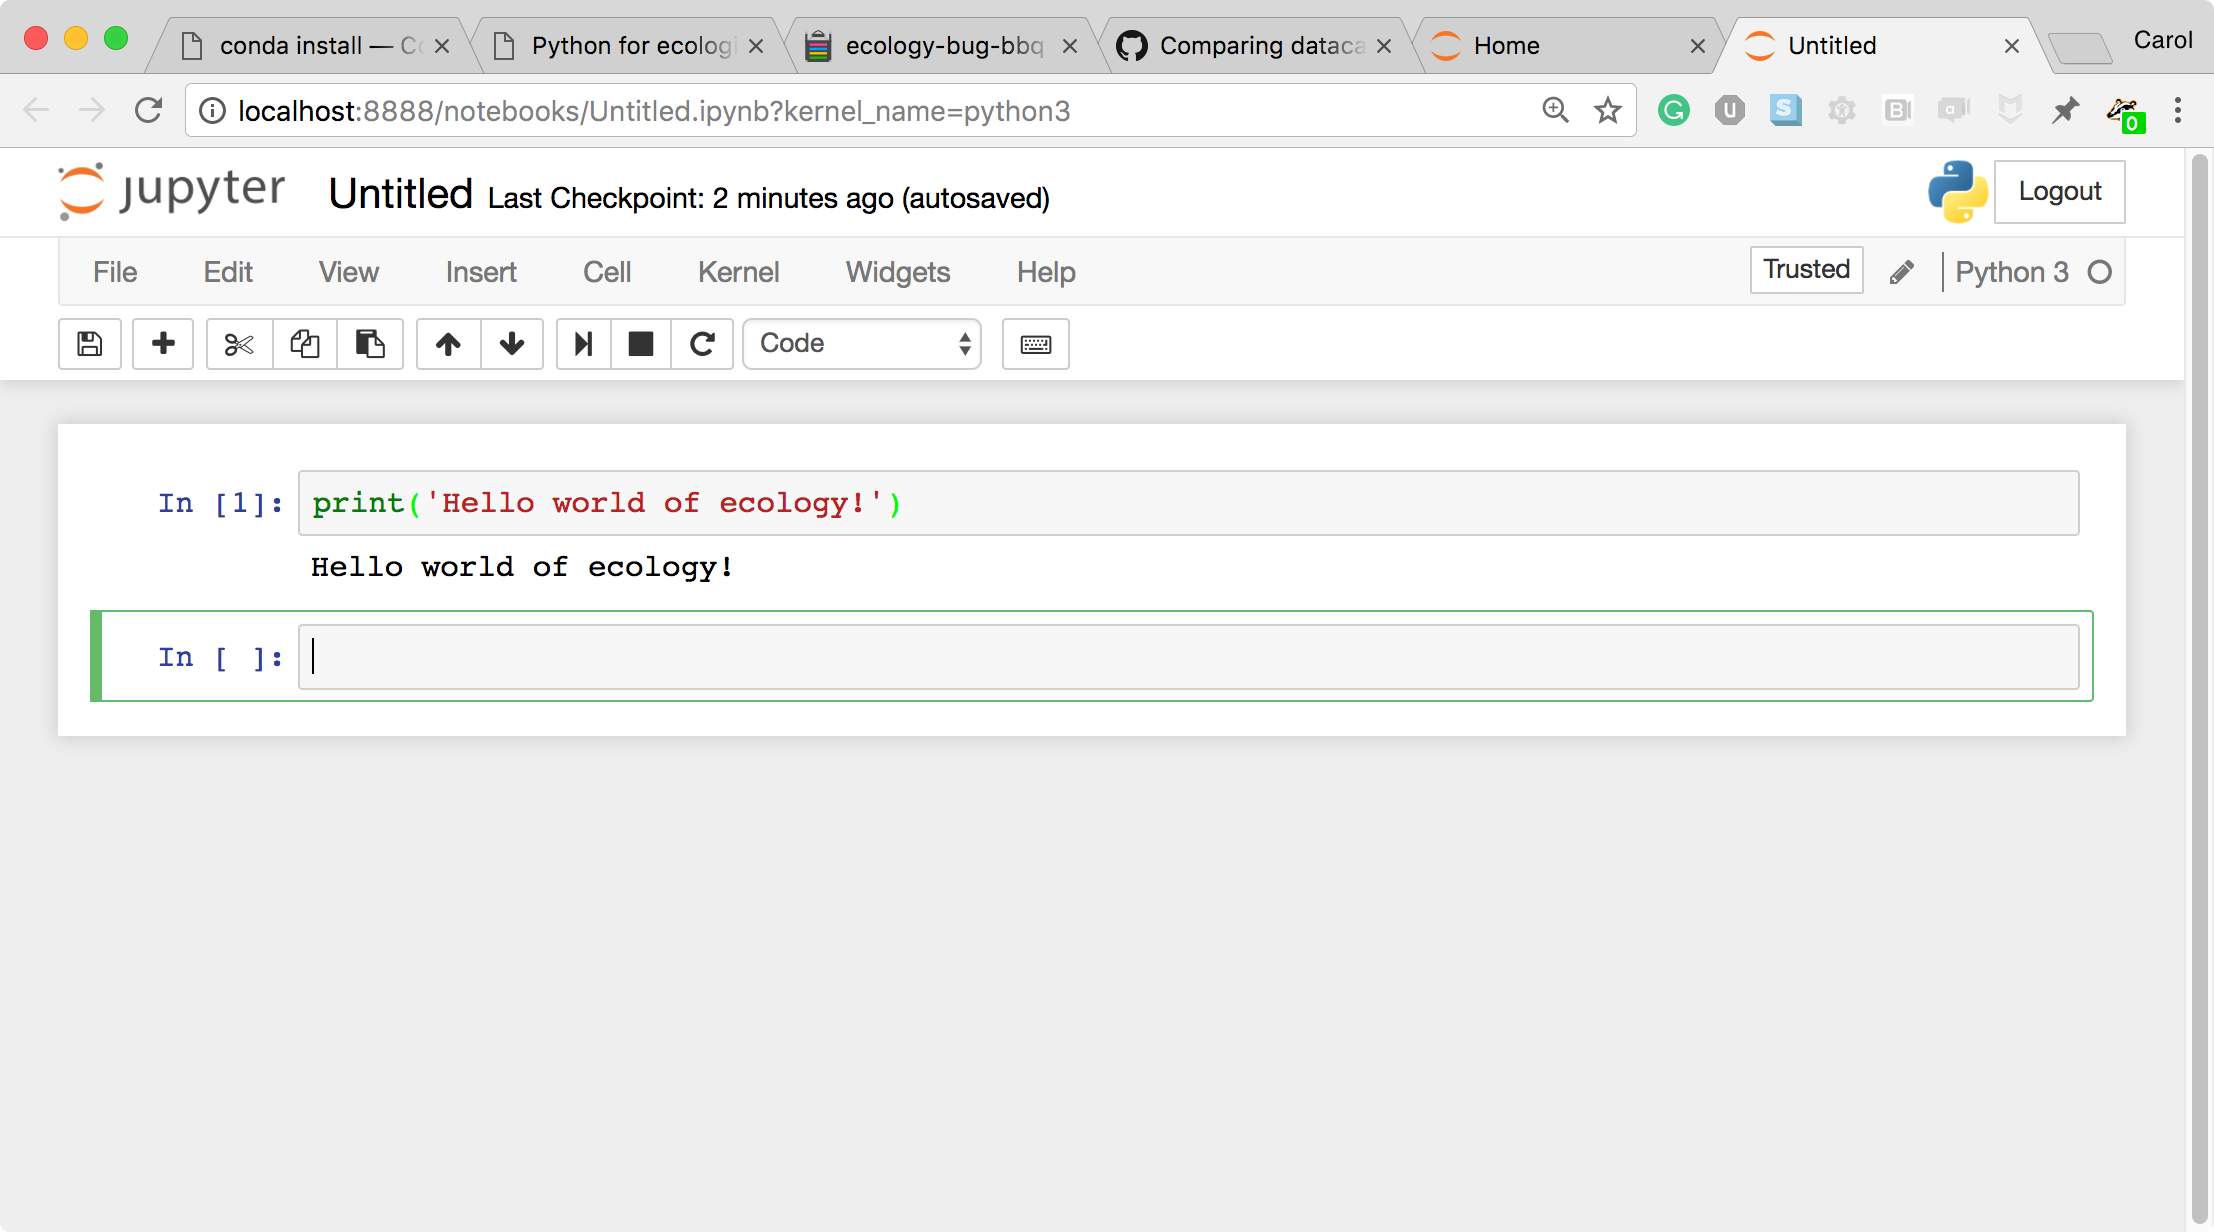 conda install — Co
Python for ecologi
ecology-bug-bbq
Comparing dataca
Home
Untitled
Carol
localhost:8888/notebooks/Untitled.ipynb?kernel_name=python3
G
U
S
B
a
0
jupyter
Untitled Last Checkpoint: 2 minutes ago (autosaved)
Logout
File Edit View Insert Cell Kernel Widgets Help
Trusted
Python 3
Code
In [1]: print('Hello world of ecology!')
Hello world of ecology!
In [ ]: